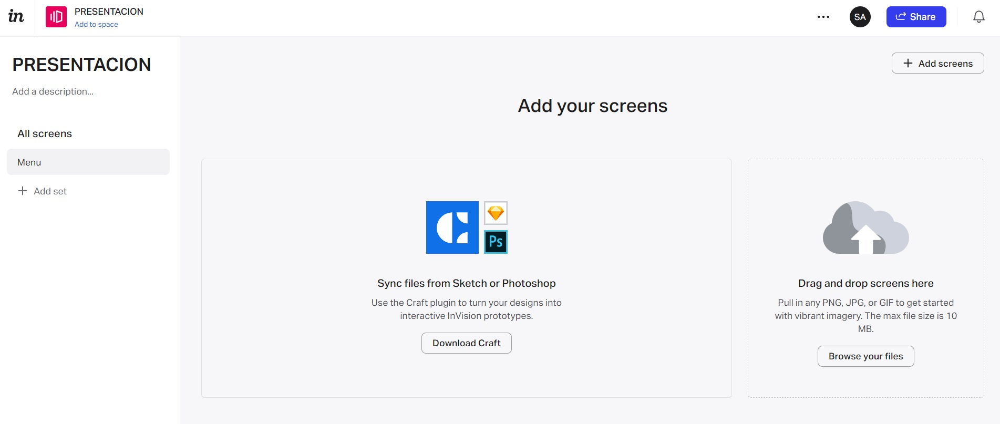 in
PRESENTACION
Add to space
SA
Share
PRESENTACION
Add a description...
All screens
Menu
Add set
Add screens
Add your screens
Ps
Sync files from Sketch or Photoshop
Use the Craft plugin to turn your designs into
interactive InVision prototypes.
Download Craft
Drag and drop screens here
Pull in any PNG, JPG, or GIF to get started
with vibrant imagery. The max file size is 10
MB.
Browse your files